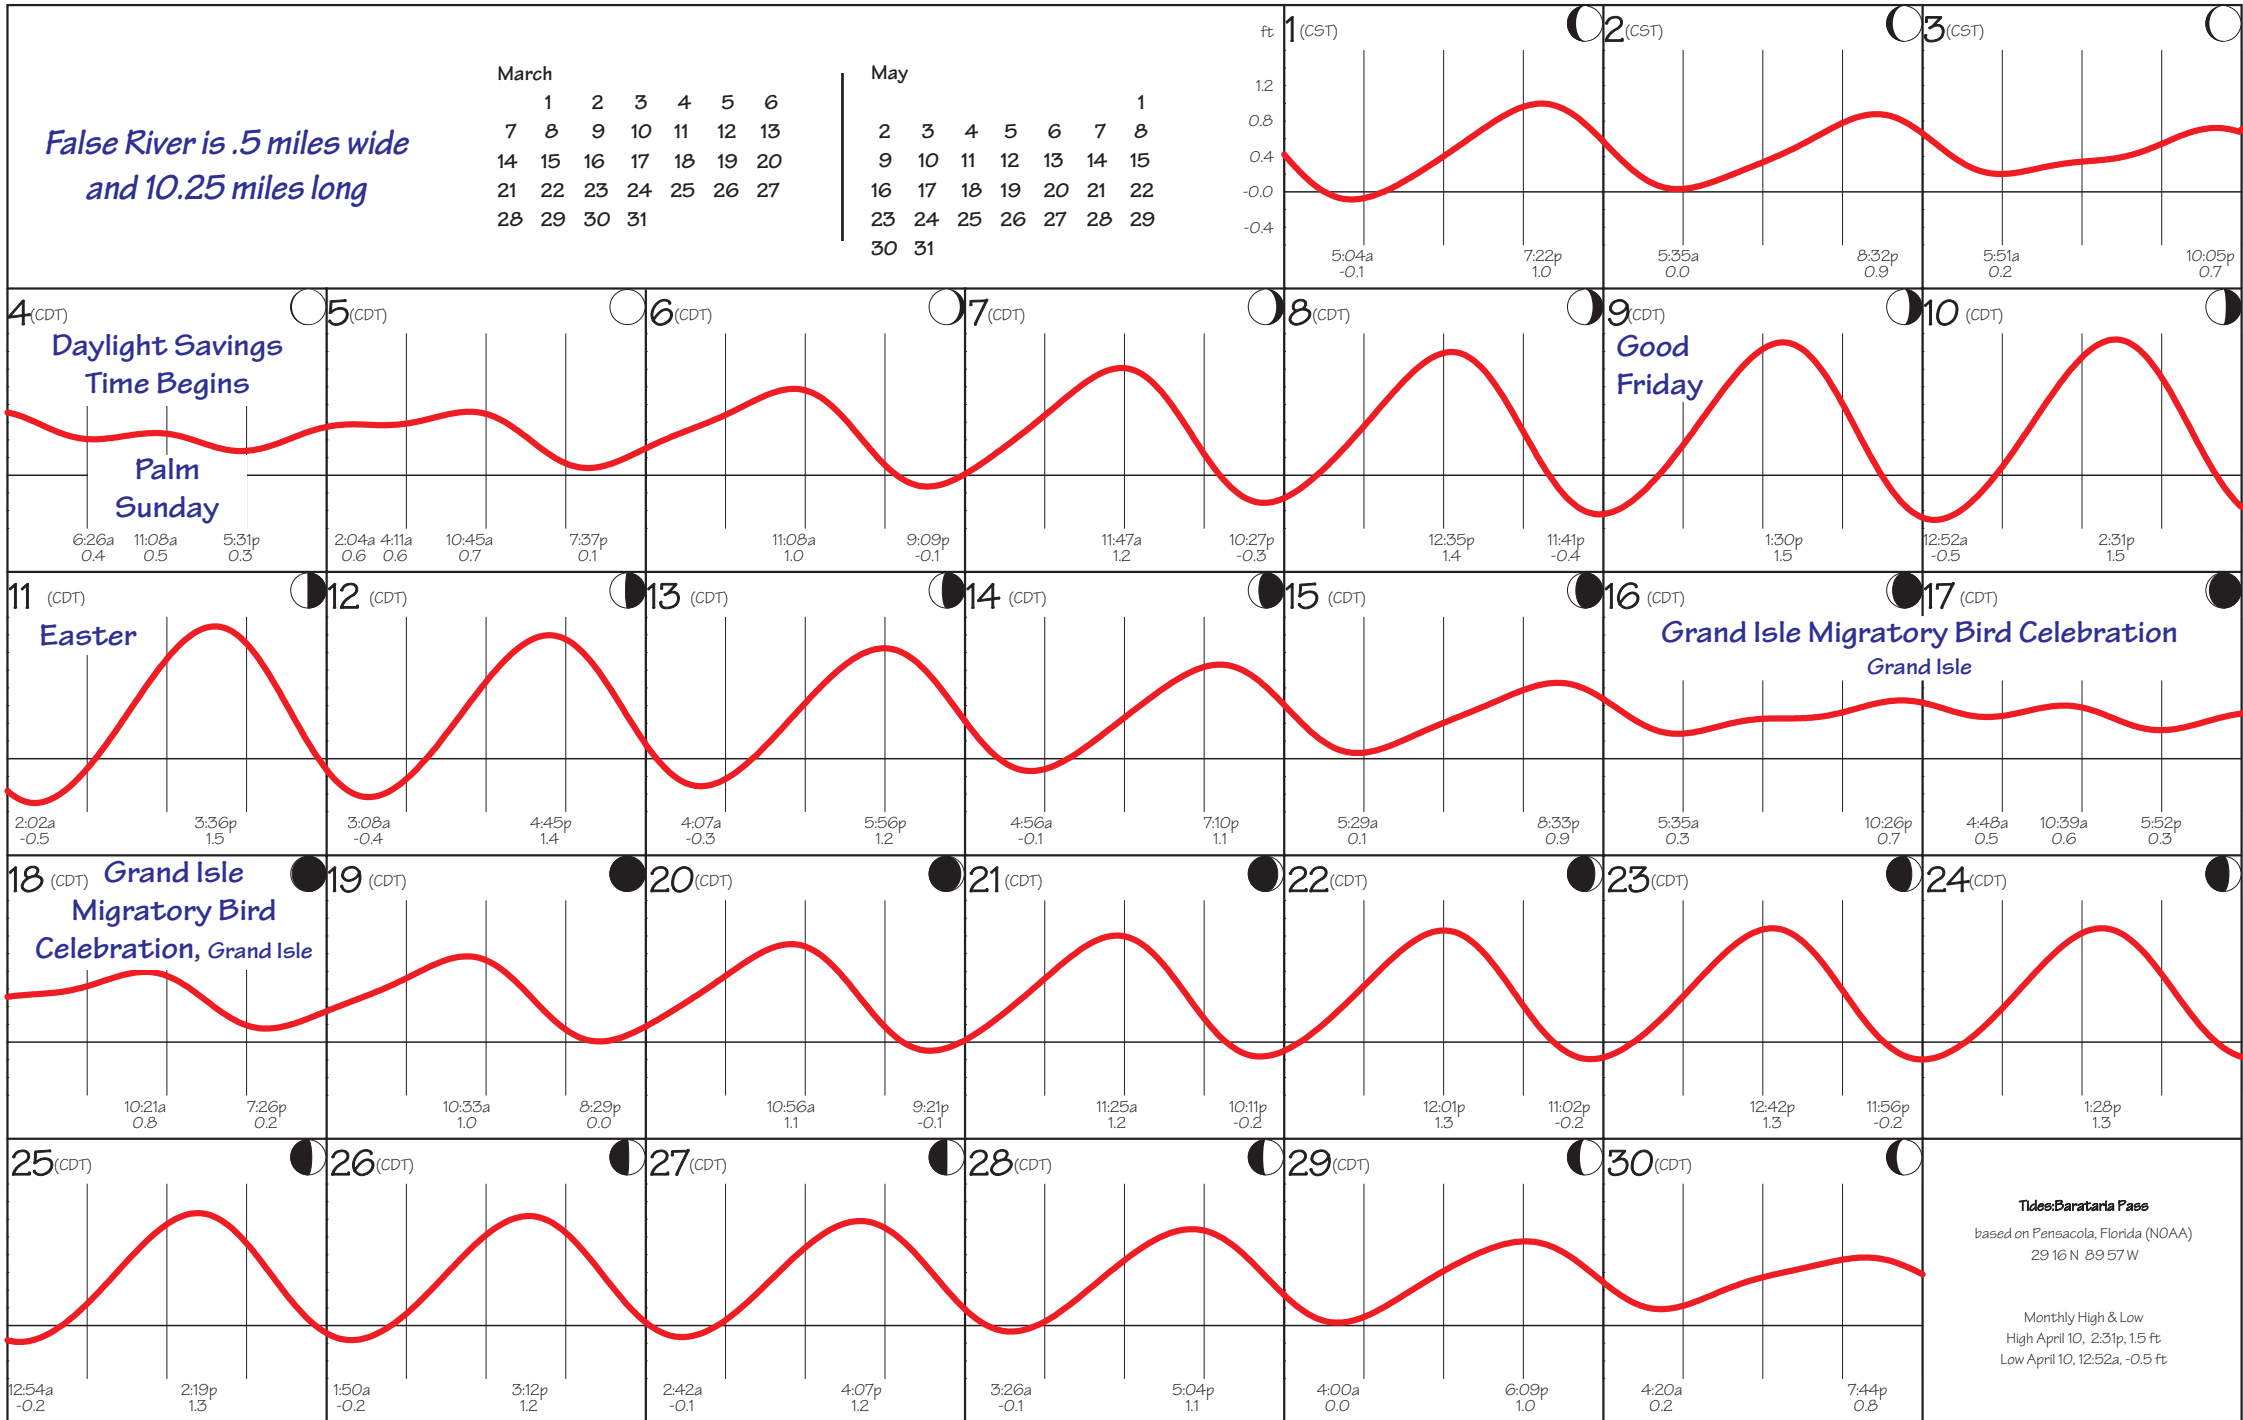 False River is .5 miles wide
and 10.25 miles long
March
1 2 3 4 5 6
7 8 9 10 11 12 13
14 15 16 17 18 19 20
21 22 23 24 25 26 27
28 29 30 31
May
1
2 3 4 5 6 7 8
9 10 11 12 13 14 15
16 17 18 19 20 21 22
23 24 25 26 27 28 29
30 31
ft
1.2
0.8
0.4
-0.0
-0.4
1 (CST)
5:04a 7:22p
-0.1 1.0
2 (CST)
5:35a 8:32p
0.0 0.9
3 (CST)
5:51a 10:05p
0.2 0.7
4 (CDT)
Daylight Savings
Time Begins
Palm
Sunday
6:26a 11:08a 5:31p
0.4 0.5 0.3
5 (CDT)
2:04a 4:11a 10:45a 7:37p
0.6 0.6 0.7 0.1
6 (CDT)
11:08a 9:09p
1.0 -0.1
7 (CDT)
11:47a 10:27p
1.2 -0.3
8 (CDT)
12:35p 11:41p
1.4 -0.4
9 (CDT)
Good
Friday
1:30p
1.5
10 (CDT)
12:52a 2:31p
-0.5 1.5
11 (CDT)
Easter
2:02a 3:36p
-0.5 1.5
12 (CDT)
3:08a 4:45p
-0.4 1.4
13 (CDT)
4:07a 5:56p
-0.3 1.2
14 (CDT)
4:56a 7:10p
-0.1 1.1
15 (CDT)
5:29a 8:33p
0.1 0.9
16 (CDT)
17 (CDT)
Grand Isle Migratory Bird Celebration
Grand Isle
5:35a 10:26p
0.3 0.7
4:48a 10:39a 5:52p
0.5 0.6 0.3
18 (CDT) Grand Isle
Migratory Bird
Celebration, Grand Isle
10:21a 7:26p
0.8 0.2
19 (CDT)
10:33a 8:29p
1.0 0.0
20 (CDT)
10:56a 9:21p
1.1 -0.1
21 (CDT)
11:25a 10:11p
1.2 -0.2
22 (CDT)
12:01p 11:02p
1.3 -0.2
23 (CDT)
12:42p 11:56p
1.3 -0.2
24 (CDT)
1:28p
1.3
25 (CDT)
12:54a 2:19p
-0.2 1.3
26 (CDT)
1:50a 3:12p
-0.2 1.2
27 (CDT)
2:42a 4:07p
-0.1 1.2
28 (CDT)
3:26a 5:04p
-0.1 1.1
29 (CDT)
4:00a 6:09p
0.0 1.0
30 (CDT)
4:20a 7:44p
0.2 0.8
Tides:Barataria Pass
based on Pensacola, Florida (NOAA)
29 16 N 89 57 W
Monthly High & Low
High April 10, 2:31p, 1.5 ft
Low April 10, 12:52a, -0.5 ft